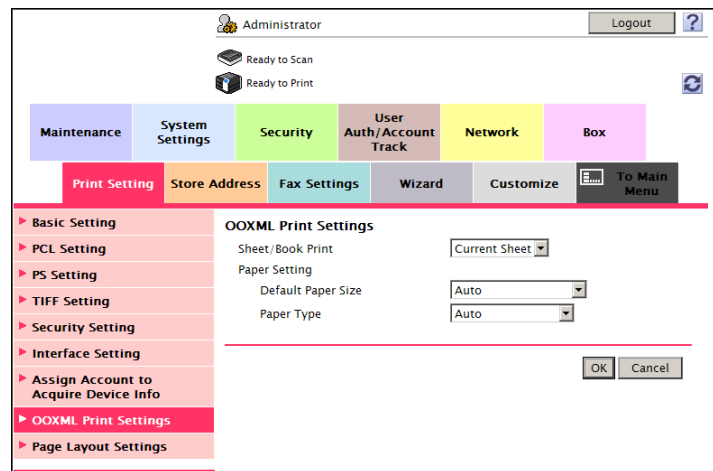 Administrator
Logout
?
Ready to Scan
Ready to Print
Maintenance
System
Settings
Security
User
Auth/Account
Track
Network
Box
Print Setting
Store Address
Fax Settings
Wizard
Customize
To Main
Menu
Basic Setting
PCL Setting
PS Setting
TIFF Setting
Security Setting
Interface Setting
Assign Account to
Acquire Device Info
OOXML Print Settings
Page Layout Settings
OOXML Print Settings
Sheet/Book Print
Current Sheet
Paper Setting
Default Paper Size
Auto
Paper Type
Auto
OK
Cancel